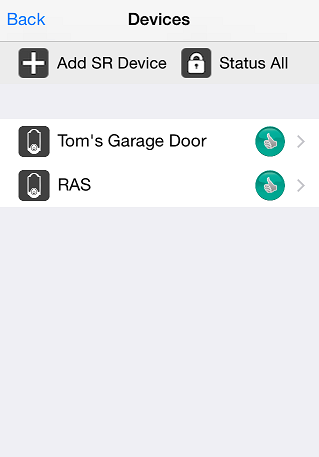 Back Devices
Add SR Device Status All
Tom's Garage Door
RAS